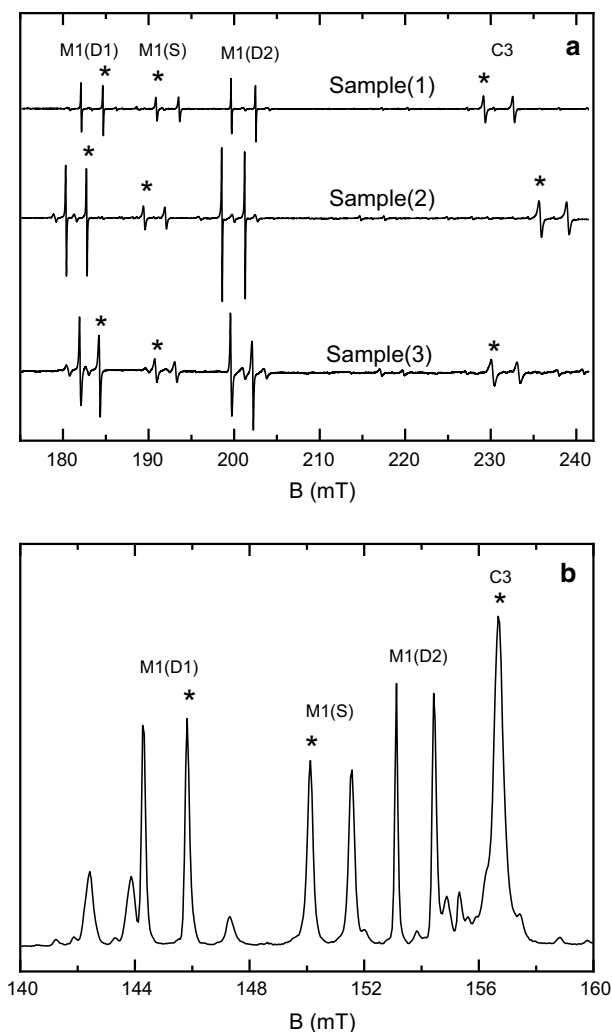 M1(D1) M1(S) M1(D2) C3 a
* * *
Sample(1)
* * *
Sample(2)
* * *
Sample(3)
180 190 200 210 220 230 240
B (mT)
b
C3
*
M1(D1) M1(D2)
* M1(S)
*
140 144 148 152 156 160
B (mT)